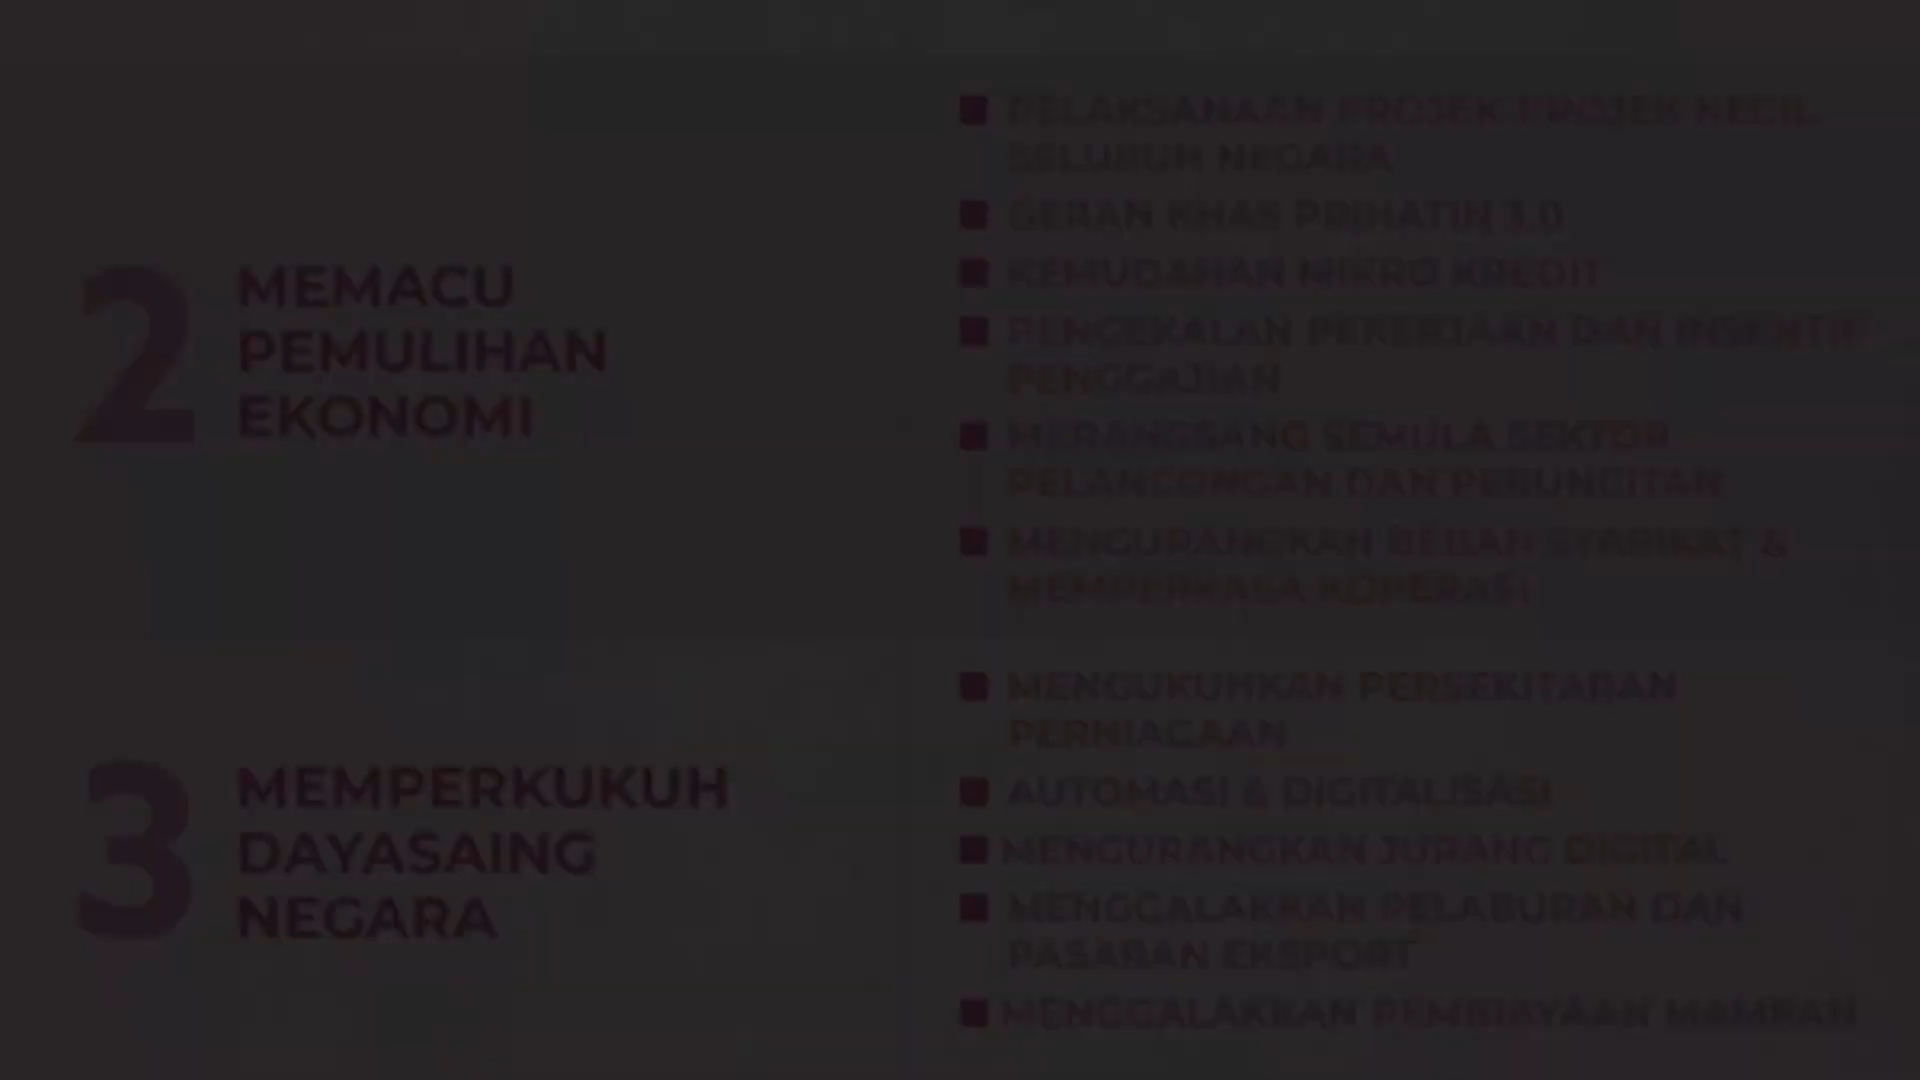 2
MEMACU
PEMULIHAN
EKONOMI
PELAKSANAAN PROJEK-PROJEK KECIL
SELURUH NEGARA
GERAN KHAS PRIHATIN 3.0
KEMUDAHAN MIKRO KREDIT
PENGEKALAN PEKERJAAN DAN INSENTIF
PENGGAJIAN
MERANGSANG SEMULA SEKTOR
PELANCONGAN DAN PERUNCITAN
MENGURANGKAN BEBAN SYARIKAT &
MEMPERKASA KOPERASI
3
MEMPERKUKUH
DAYASAING
NEGARA
MENGUKUHKAN PERSEKITARAN
PERNIAGAAN
AUTOMASI & DIGITALISASI
MENGURANGKAN JURANG DIGITAL
MENGGALAKKAN PELABURAN DAN
PASARAN EKSPORT
MENGGALAKKAN PEMBIAYAAN MAMPAN